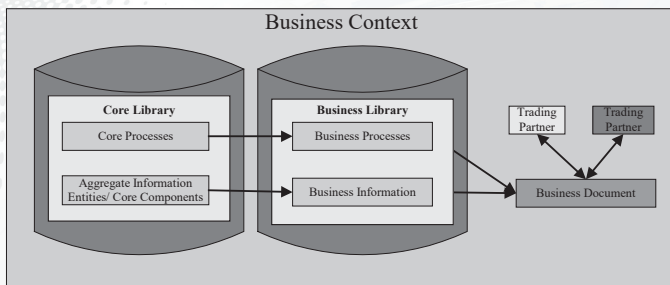 Business Context
Core Library
Core Processes
Aggregate Information
Entities/ Core Components
Business Library
Business Processes
Business Information
Trading
Partner
Trading
Partner
Business Document